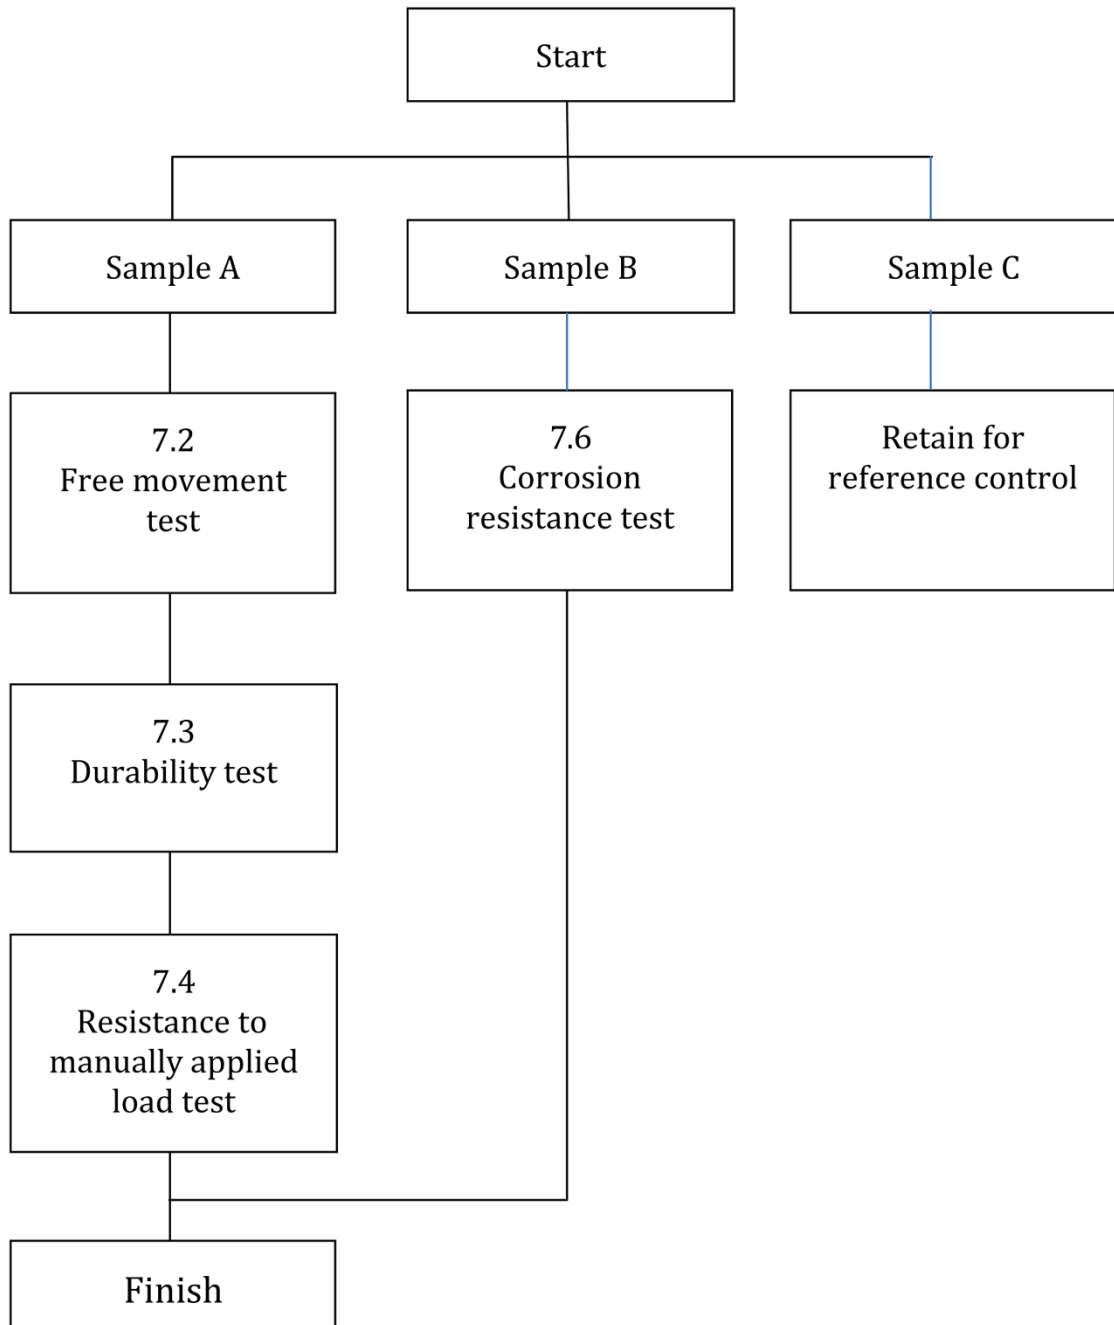 Start
Sample A
Sample B
Sample C
7.2
Free movement
test
7.6
Corrosion
resistance test
Retain for
reference control
7.3
Durability test
7.4
Resistance to
manually applied
load test
Finish